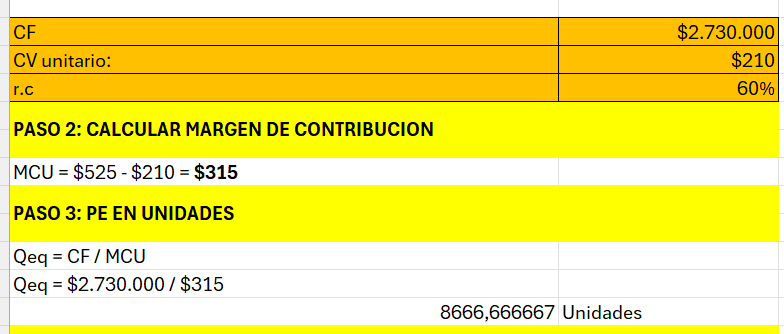 CF $2.730.000
CV unitario: $210
r.c 60%
PASO 2: CALCULAR MARGEN DE CONTRIBUCION
MCU = $525 - $210 = $315
PASO 3: PE EN UNIDADES
Qeq = CF / MCU
Qeq = $2.730.000 / $315
8666,666667 Unidades